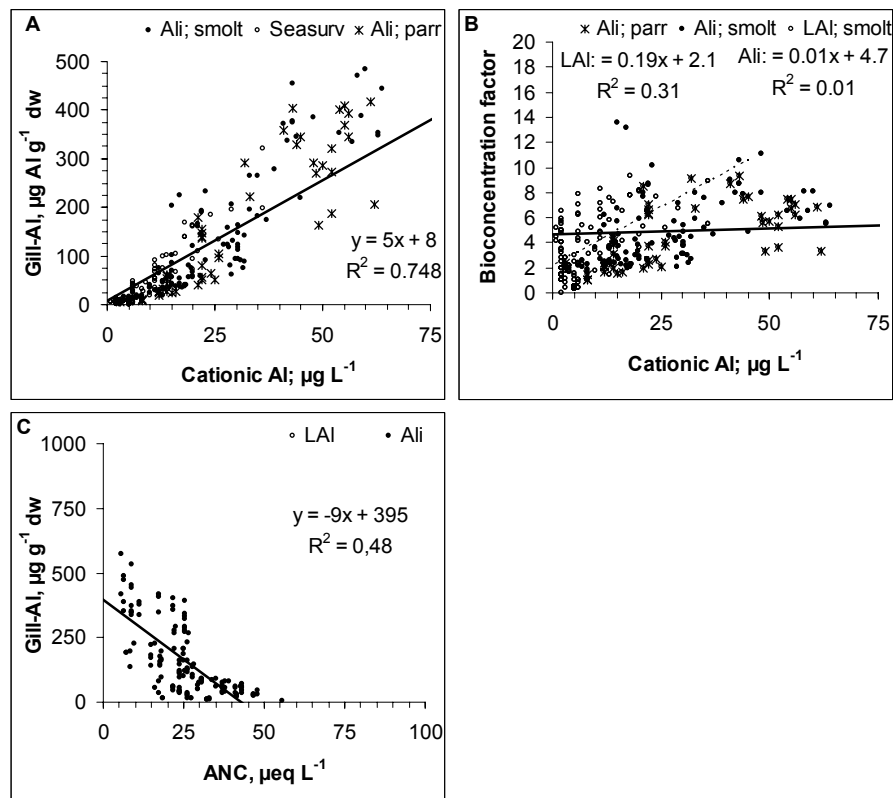 A
• Ali; smolt ○ Seasurv ✳ Ali; parr
500
400
300
200
100
0
Gill-Al, µg Al g⁻¹ dw
y = 5x + 8
R² = 0.748
0 25 50 75
Cationic Al; µg L⁻¹
B
✳ Ali; parr • Ali; smolt ○ LAl; smolt
20
18
16
14
12
10
8
6
4
2
0
Bioconcentration factor
LAl: = 0.19x + 2.1
R² = 0.31
Ali: = 0.01x + 4.7
R² = 0.01
0 25 50 75
Cationic Al; µg L⁻¹
C
○ LAl • Ali
1000
750
500
250
0
Gill-Al, µg g⁻¹ dw
y = -9x + 395
R² = 0,48
0 25 50 75 100
ANC, µeq L⁻¹